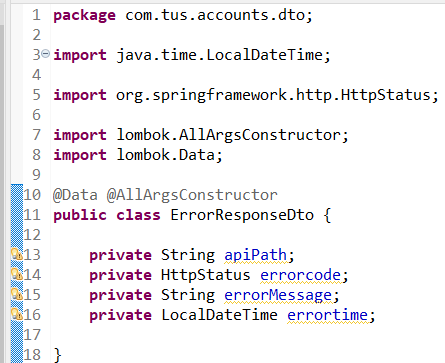 1 package com.tus.accounts.dto;
2
3 import java.time.LocalDateTime;
4
5 import org.springframework.http.HttpStatus;
6
7 import lombok.AllArgsConstructor;
8 import lombok.Data;
9
10 @Data @AllArgsConstructor
11 public class ErrorResponseDto {
12
13 private String apiPath;
14 private HttpStatus errorcode;
15 private String errorMessage;
16 private LocalDateTime errortime;
17
18 }